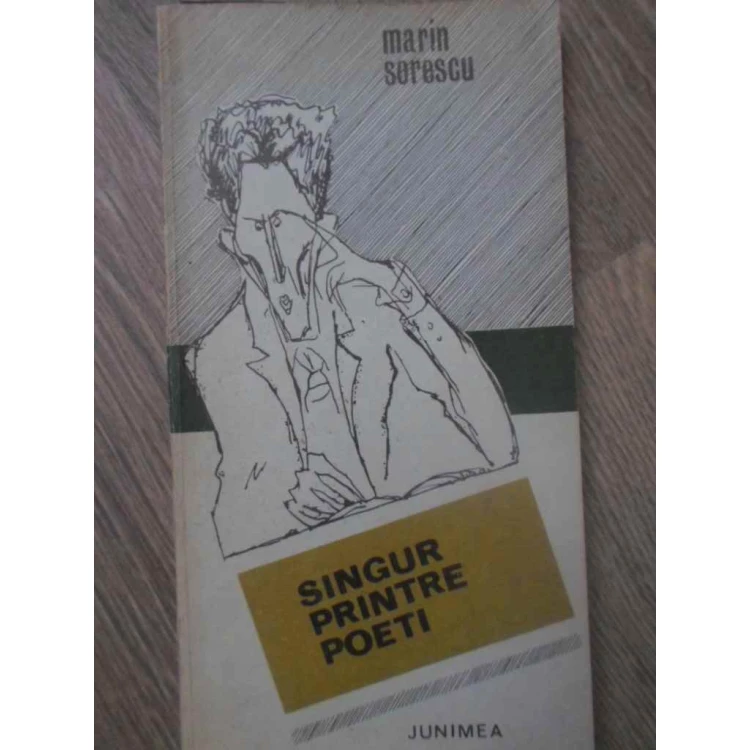 marin
sorescu
SINGUR
PRINTRE
POETI
JUNIMEA